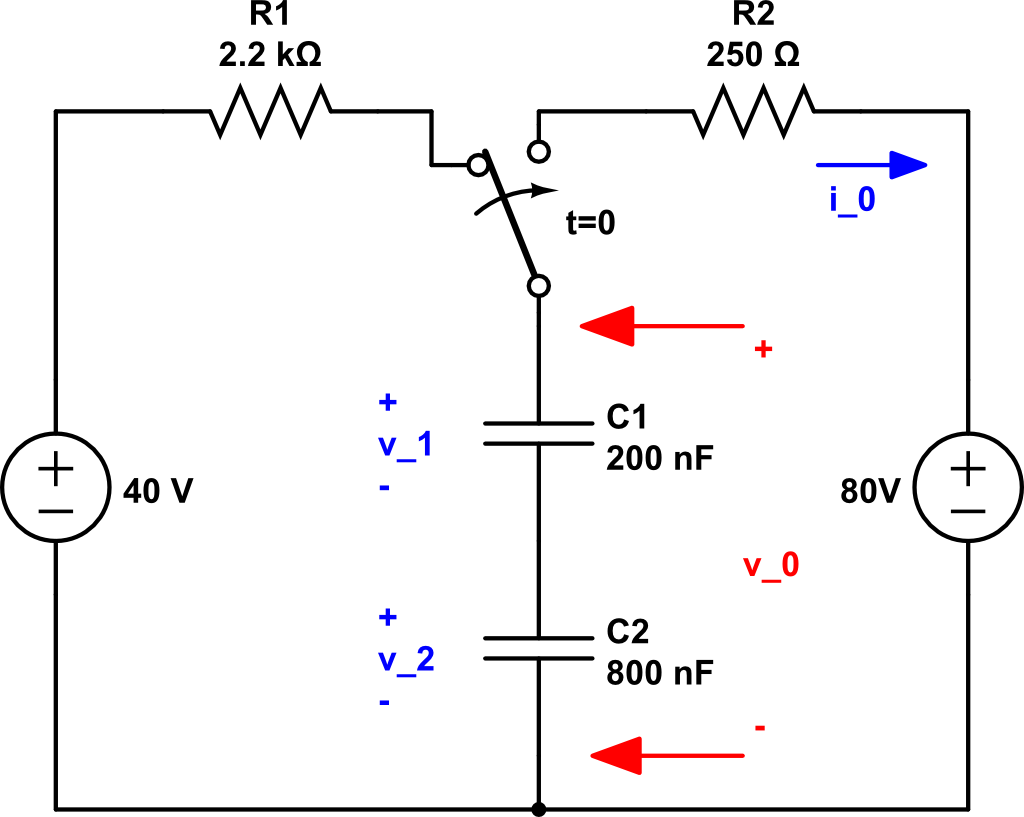 R1
2.2 kΩ
R2
250 Ω
i_0
t=0
+
+
v_1
-
C1
200 nF
40 V
80V
v_0
+
v_2
-
C2
800 nF
-